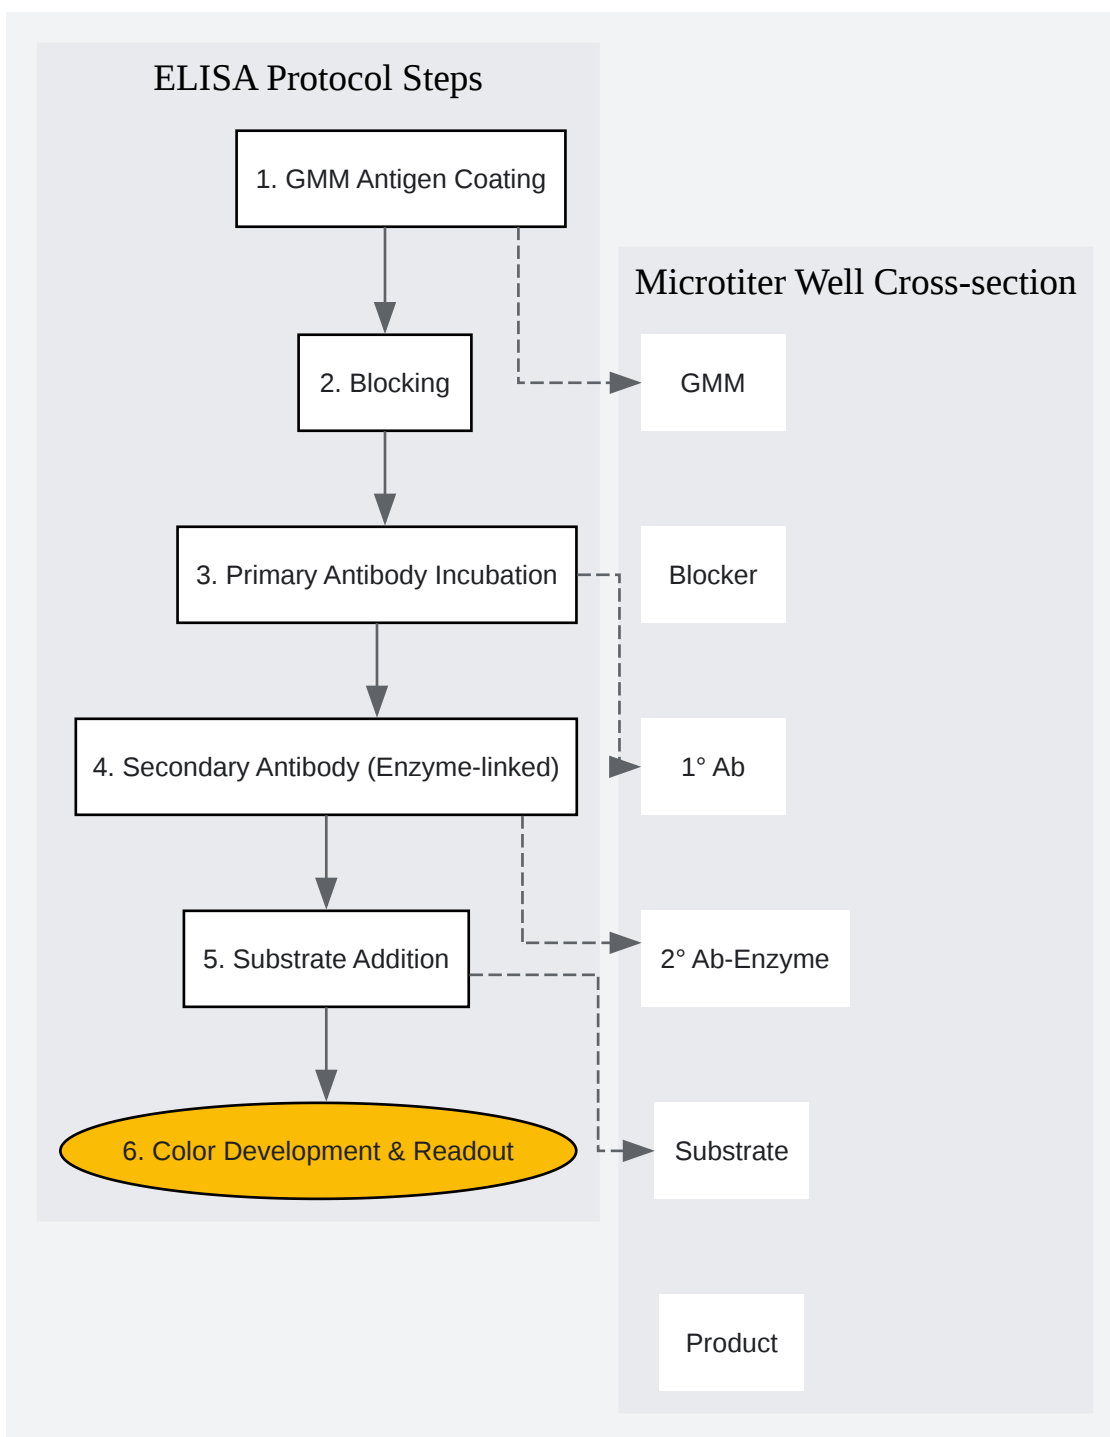 ELISA Protocol Steps
1. GMM Antigen Coating
2. Blocking
3. Primary Antibody Incubation
4. Secondary Antibody (Enzyme-linked)
5. Substrate Addition
6. Color Development & Readout
Microtiter Well Cross-section
GMM
Blocker
1° Ab
2° Ab-Enzyme
Substrate
Product